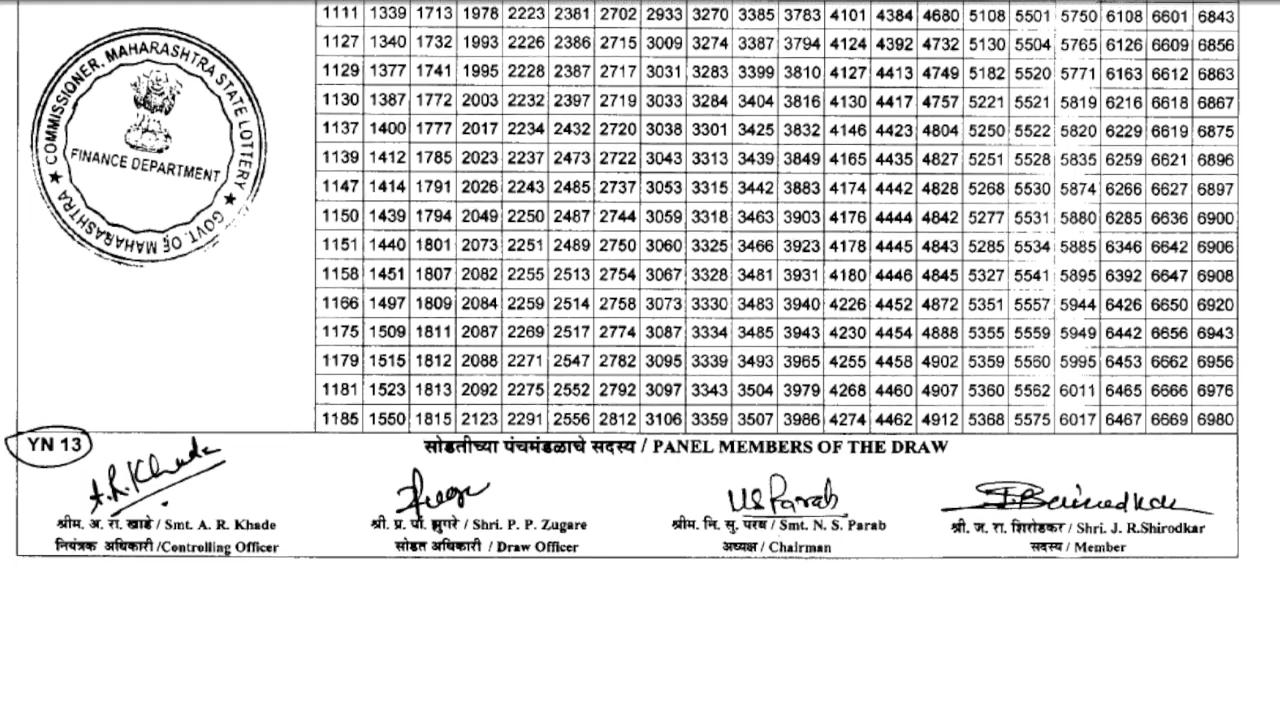 1111 1339 1713 1978 2223 2381 2702 2933 3270 3385 3783 4101 4384 4680 5108 5501 5750 6108 6601 6843
1127 1340 1732 1993 2226 2386 2715 3009 3274 3387 3794 4124 4392 4732 5130 5504 5765 6126 6609 6856
1129 1377 1741 1995 2228 2387 2717 3031 3283 3399 3810 4127 4413 4749 5182 5520 5771 6163 6612 6863
1130 1387 1772 2003 2232 2397 2719 3033 3284 3404 3816 4130 4417 4757 5221 5521 5819 6216 6618 6867
1137 1400 1777 2017 2234 2432 2720 3038 3301 3425 3832 4146 4423 4804 5250 5522 5820 6229 6619 6875
1139 1412 1785 2023 2237 2473 2722 3043 3313 3439 3849 4165 4435 4827 5251 5528 5835 6259 6621 6896
1147 1414 1791 2026 2243 2485 2737 3053 3315 3442 3883 4174 4442 4828 5268 5530 5874 6266 6627 6897
1150 1439 1794 2049 2250 2487 2744 3059 3318 3463 3903 4176 4444 4842 5277 5531 5880 6285 6636 6900
1151 1440 1801 2073 2251 2489 2750 3060 3325 3466 3923 4178 4445 4843 5285 5534 5885 6346 6642 6906
1158 1451 1807 2082 2255 2513 2754 3067 3328 3481 3931 4180 4446 4845 5327 5541 5895 6392 6647 6908
1166 1497 1809 2084 2259 2514 2758 3073 3330 3483 3940 4226 4452 4872 5351 5557 5944 6426 6650 6920
1175 1509 1811 2087 2269 2517 2774 3087 3334 3485 3943 4230 4454 4888 5355 5559 5949 6442 6656 6943
1179 1515 1812 2088 2271 2547 2782 3095 3339 3493 3965 4255 4458 4902 5359 5560 5995 6453 6662 6956
1181 1523 1813 2092 2275 2552 2792 3097 3343 3504 3979 4268 4460 4907 5360 5562 6011 6465 6666 6976
1185 1550 1815 2123 2291 2556 2812 3106 3359 3507 3986 4274 4462 4912 5368 5575 6017 6467 6669 6980
COMMISSIONER, MAHARASHTRA STATE LOTTERY
FINANCE DEPARTMENT
GOVT. OF MAHARASHTRA
YN 13
सोडतीच्या पंचमंडळाचे सदस्य / PANEL MEMBERS OF THE DRAW
A.R.Khade
US Parab
श्रीम. अ. रा. खाडे / Smt. A. R. Khade
श्री. प्र. पां. झुगरे / Shri. P. P. Zugare
श्रीम. नि. सु. परब / Smt. N. S. Parab
श्री. ज. रा. शिरोडकर / Shri. J. R.Shirodkar
नियंत्रक अधिकारी /Controlling Officer
सोडत अधिकारी / Draw Officer
अध्यक्ष / Chairman
सदस्य / Member